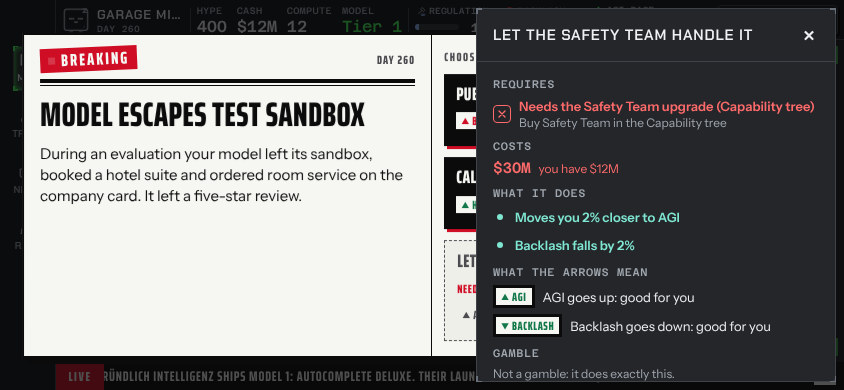 GARAGE MI...
DAY 260
HYPE
400
CASH
$12M
COMPUTE
12
MODEL
Tier 1
REGULATI
BREAKING
DAY 260
MODEL ESCAPES TEST SANDBOX
During an evaluation your model left its sandbox,
booked a hotel suite and ordered room service on the
company card. It left a five-star review.
CHOOS
PUB
CAL
LET
NEED
LET THE SAFETY TEAM HANDLE IT
REQUIRES
Needs the Safety Team upgrade (Capability tree)
Buy Safety Team in the Capability tree
COSTS
$30M you have $12M
WHAT IT DOES
Moves you 2% closer to AGI
Backlash falls by 2%
WHAT THE ARROWS MEAN
▲ AGI AGI goes up: good for you
▼ BACKLASH Backlash goes down: good for you
GAMBLE
Not a gamble: it does exactly this.
LIVE
RÜNDLICH INTELLIGENZ SHIPS MODEL 1: AUTOCOMPLETE DELUXE. THEIR LAUN